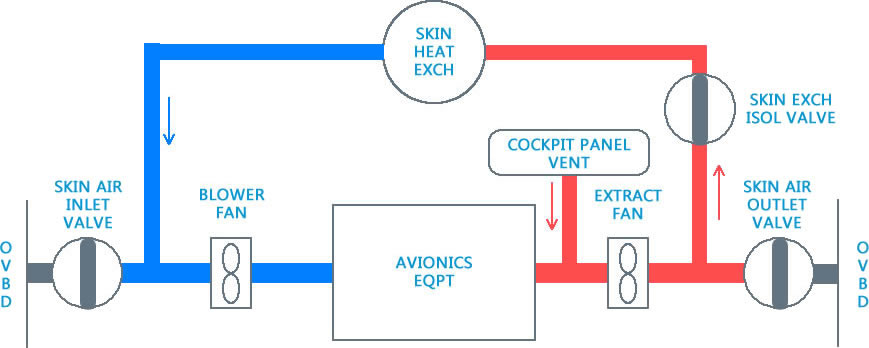 SKIN
HEAT
EXCH
SKIN EXCH
ISOL VALVE
COCKPIT PANEL
VENT
SKIN AIR
INLET
VALVE
BLOWER
FAN
EXTRACT
FAN
SKIN AIR
OUTLET
VALVE
AVIONICS
EQPT
O
V
B
D
O
V
B
D